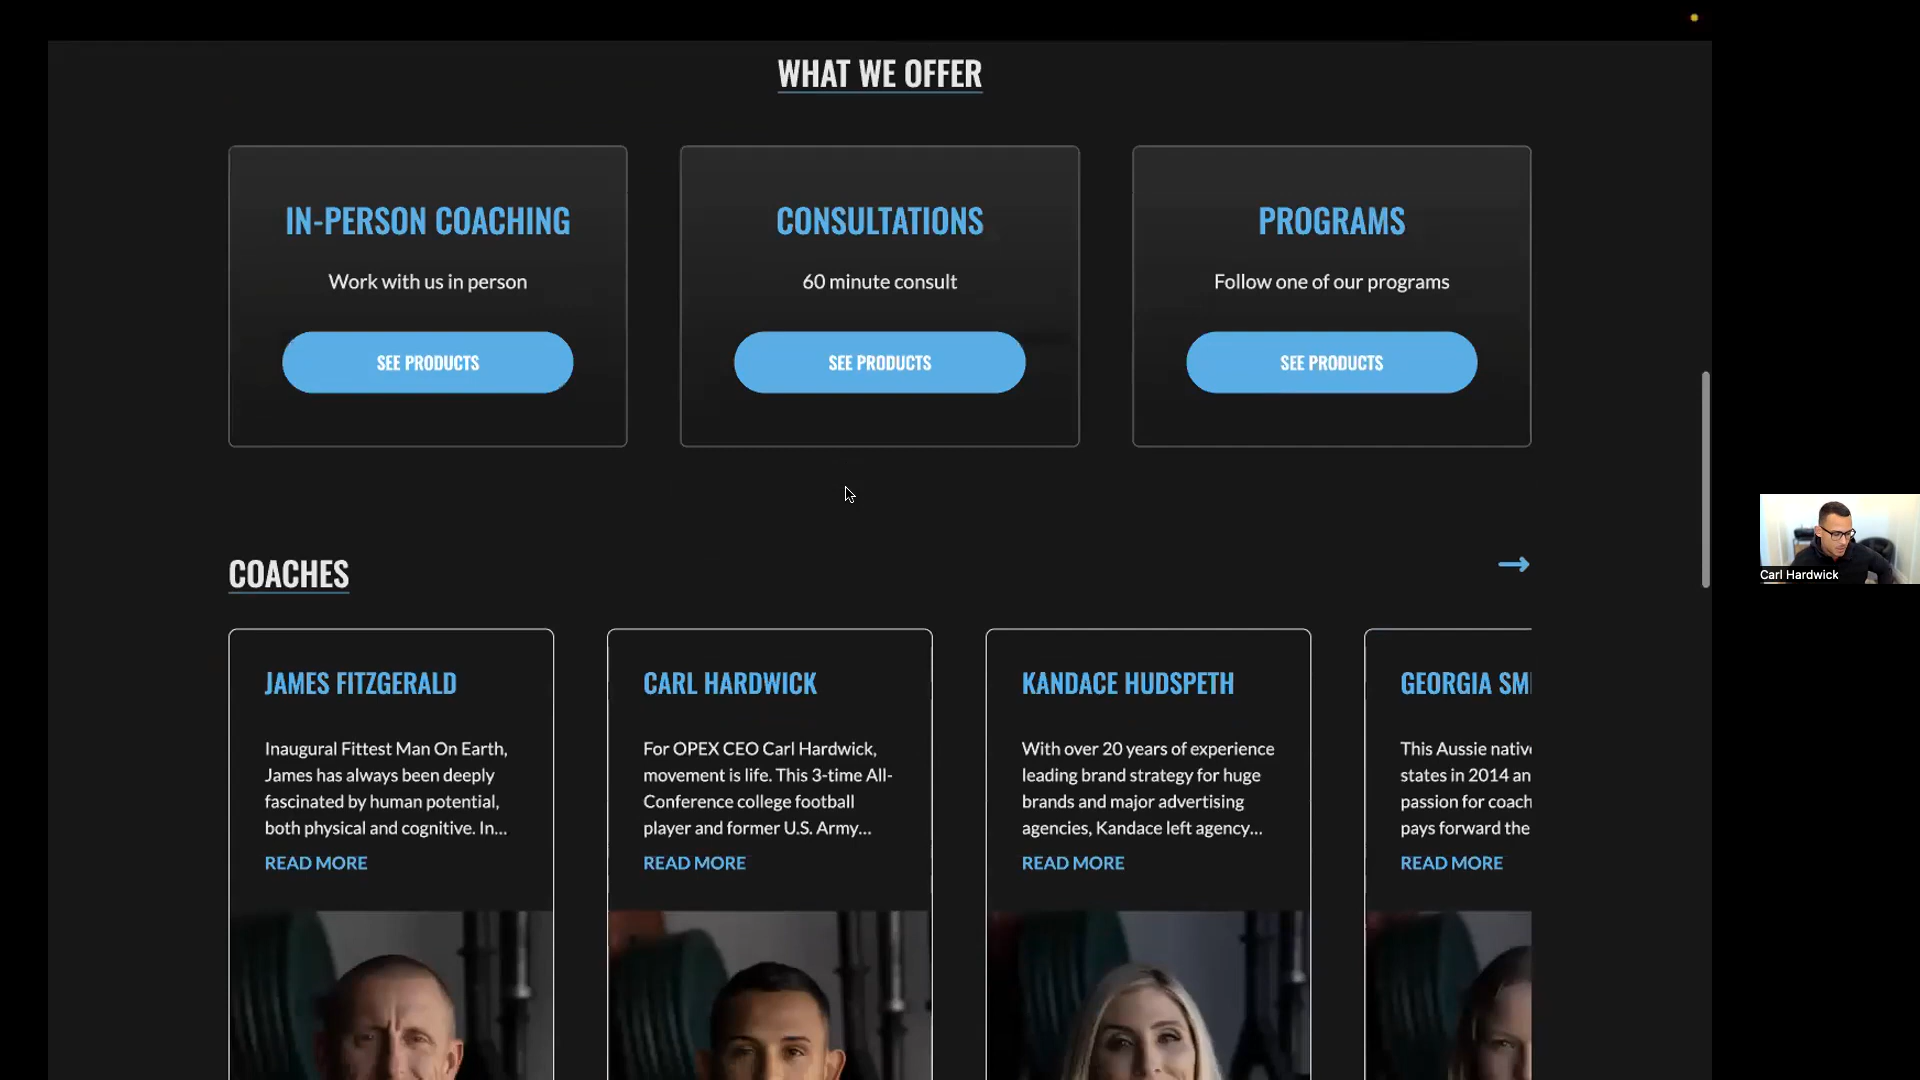 WHAT WE OFFER
IN-PERSON COACHING
Work with us in person
SEE PRODUCTS
CONSULTATIONS
60 minute consult
SEE PRODUCTS
PROGRAMS
Follow one of our programs
SEE PRODUCTS
COACHES
JAMES FITZGERALD
Inaugural Fittest Man On Earth,
James has always been deeply
fascinated by human potential,
both physical and cognitive. In...
READ MORE
CARL HARDWICK
For OPEX CEO Carl Hardwick,
movement is life. This 3-time All-
Conference college football
player and former U.S. Army...
READ MORE
KANDACE HUDSPETH
With over 20 years of experience
leading brand strategy for huge
brands and major advertising
agencies, Kandace left agency...
READ MORE
GEORGIA
This Aussie
states in 2014
passion for
pays forward the
READ MORE
Carl Hardwick